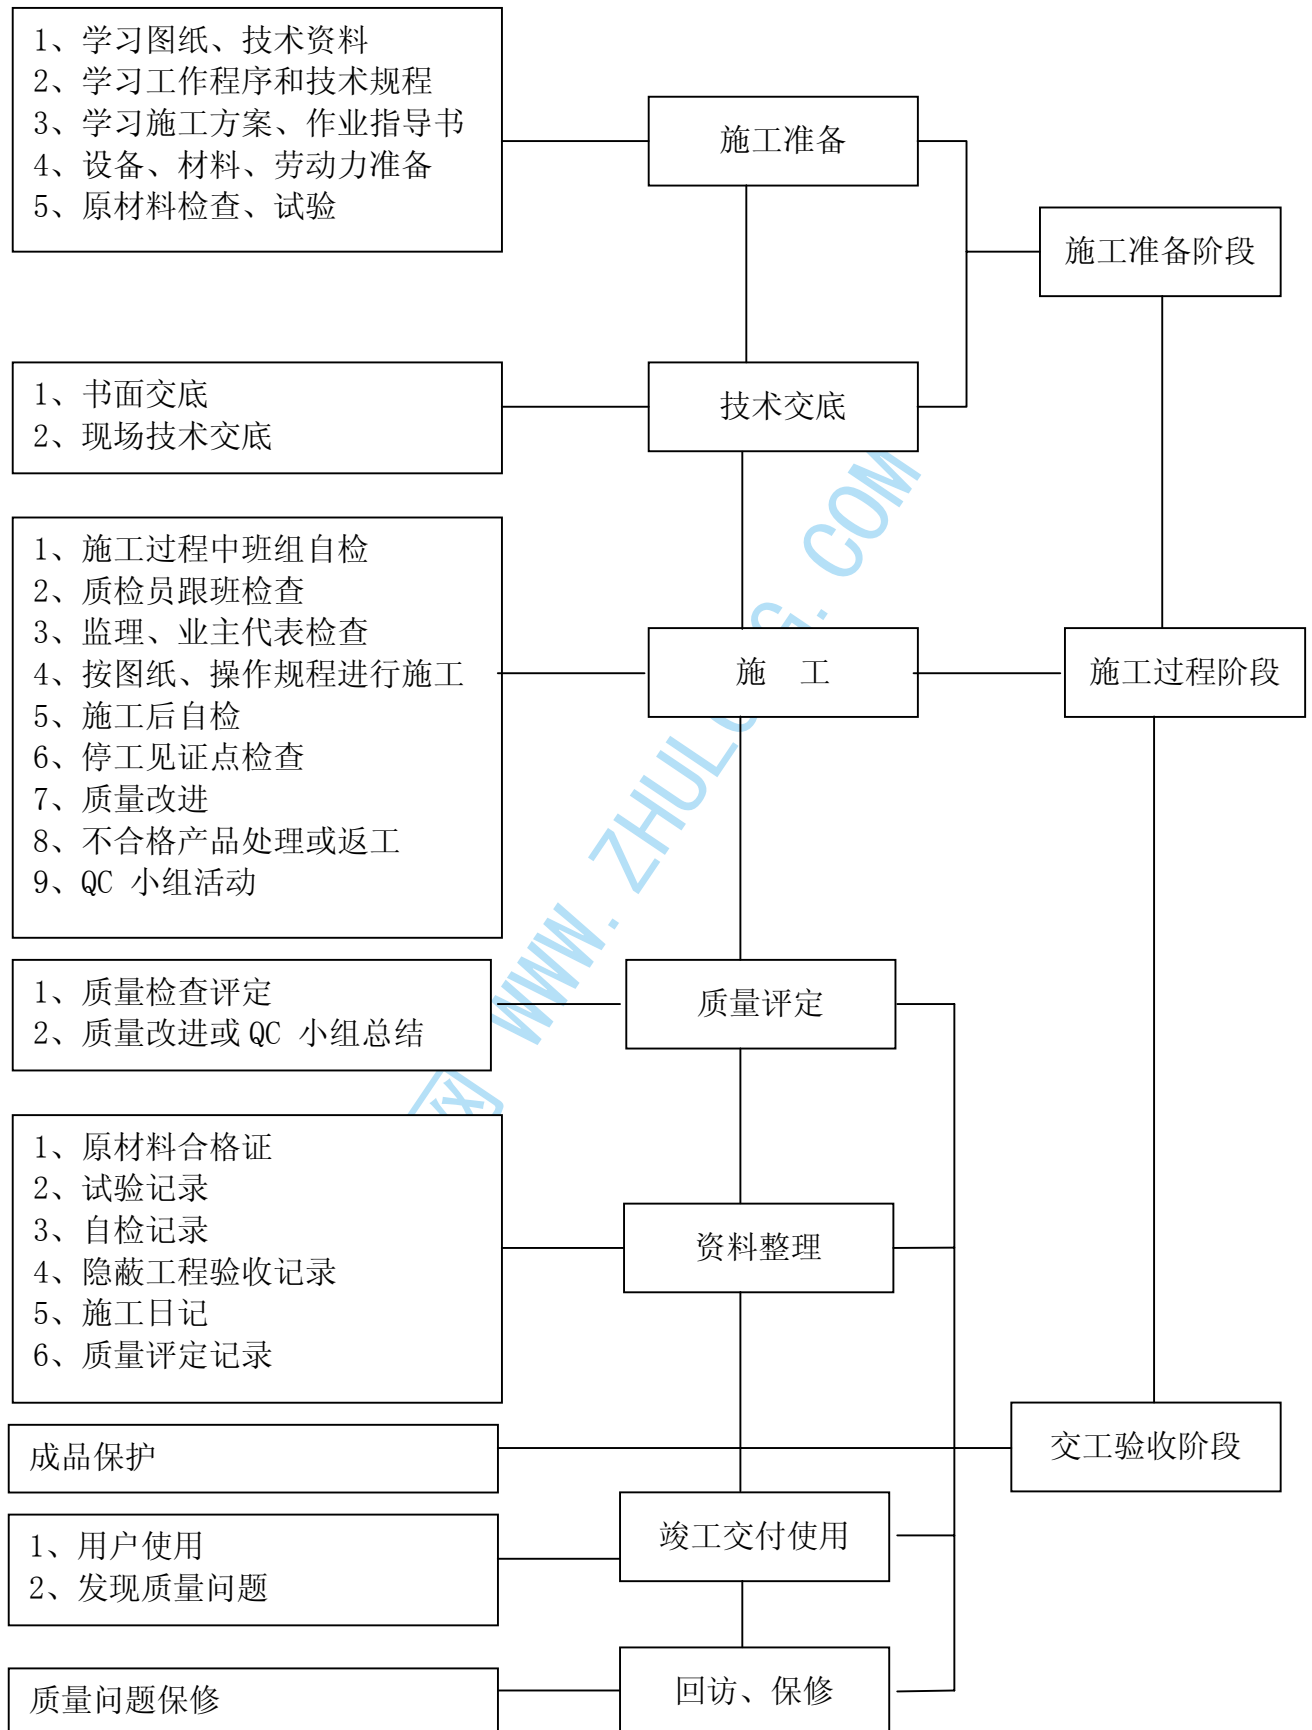 1、学习图纸、技术资料
2、学习工作程序和技术规程
3、学习施工方案、作业指导书
4、设备、材料、劳动力准备
5、原材料检查、试验
施工准备
施工准备阶段
1、书面交底
2、现场技术交底
技术交底
1、施工过程中班组自检
2、质检员跟班检查
3、监理、业主代表检查
4、按图纸、操作规程进行施工
5、施工后自检
6、停工见证点检查
7、质量改进
8、不合格产品处理或返工
9、QC 小组活动
施 工
施工过程阶段
1、质量检查评定
2、质量改进或 QC 小组总结
质量评定
1、原材料合格证
2、试验记录
3、自检记录
4、隐蔽工程验收记录
5、施工日记
6、质量评定记录
资料整理
成品保护
交工验收阶段
1、用户使用
2、发现质量问题
竣工交付使用
质量问题保修
回访、保修
网 WWW.ZHULONG.COM